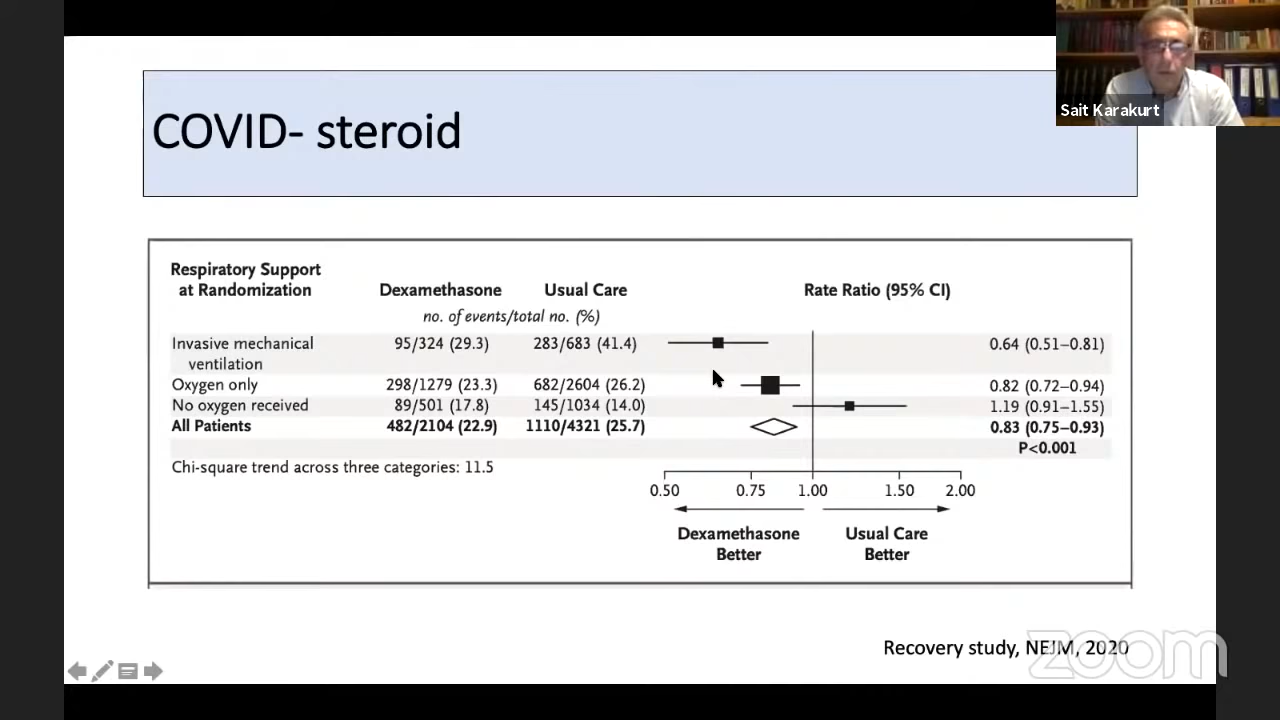 Sait Karakurt
COVID- steroid
Respiratory Support
at Randomization
Dexamethasone
Usual Care
Rate Ratio (95% CI)
no. of events/total no. (%)
Invasive mechanical
ventilation
95/324 (29.3)
283/683 (41.4)
0.64 (0.51–0.81)
Oxygen only
298/1279 (23.3)
682/2604 (26.2)
0.82 (0.72–0.94)
No oxygen received
89/501 (17.8)
145/1034 (14.0)
1.19 (0.91–1.55)
All Patients
482/2104 (22.9)
1110/4321 (25.7)
0.83 (0.75–0.93)
P<0.001
Chi-square trend across three categories: 11.5
0.50 0.75 1.00 1.50 2.00
Dexamethasone
Better
Usual Care
Better
Recovery study, NEJM, 2020
zoom